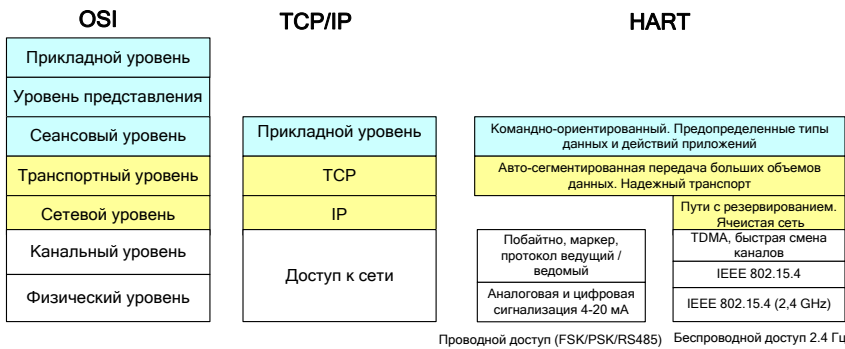 OSI
TCP/IP
HART
Прикладной уровень
Уровень представления
Сеансовый уровень
Транспортный уровень
Сетевой уровень
Канальный уровень
Физический уровень
Прикладной уровень
TCP
IP
Доступ к сети
Командно-ориентированный. Предопределенные типы
данных и действий приложений
Авто-сегментированная передача больших объемов
данных. Надежный транспорт
Пути с резервированием.
Ячеистая сеть
Побайтно, маркер,
протокол ведущий /
ведомый
Аналоговая и цифровая
сигнализация 4-20 мА
TDMA, быстрая смена
каналов
IEEE 802.15.4
IEEE 802.15.4 (2,4 GHz)
Проводной доступ (FSK/PSK/RS485)
Беспроводной доступ 2.4 Гц